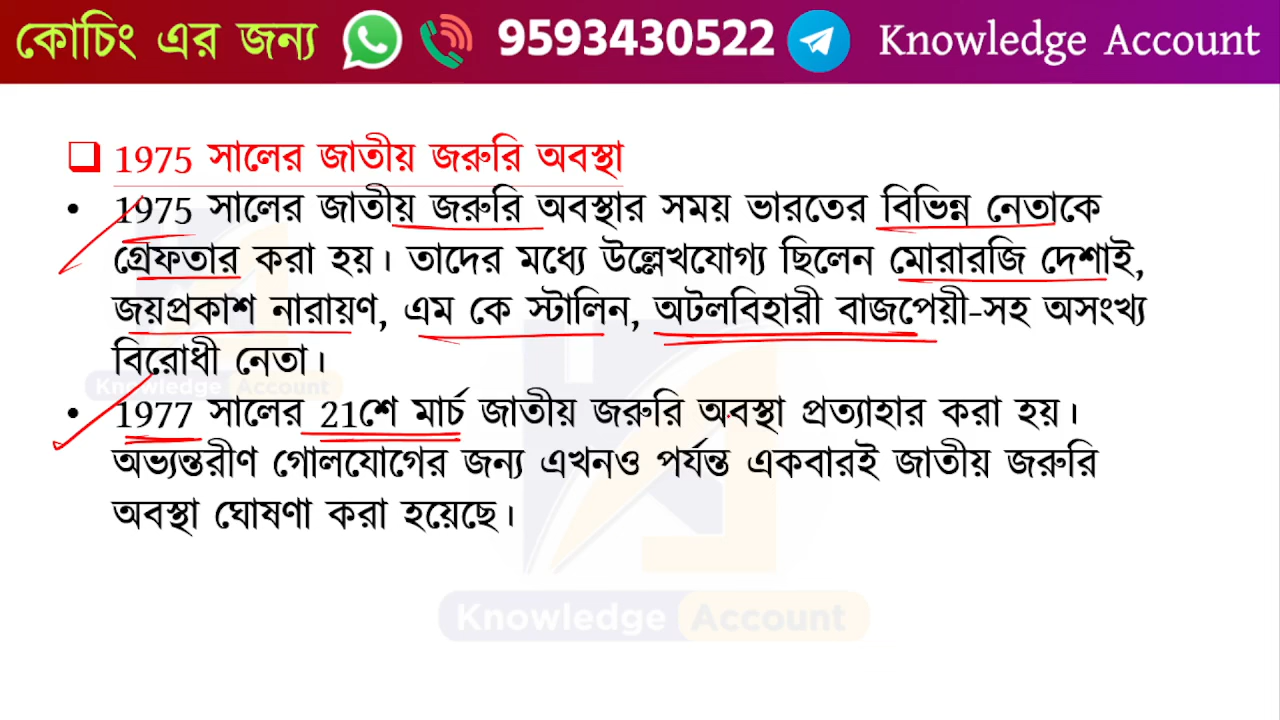 কোচিং এর জন্য 9593430522 Knowledge Account
1975 সালের জাতীয় জরুরি অবস্থা
• 1975 সালের জাতীয় জরুরি অবস্থার সময় ভারতের বিভিন্ন নেতাকে
গ্রেফতার করা হয়। তাদের মধ্যে উল্লেখযোগ্য ছিলেন মোরারজি দেশাই,
জয়প্রকাশ নারায়ণ, এম কে স্টালিন, অটলবিহারী বাজপেয়ী-সহ অসংখ্য
বিরোধী নেতা।
Knowledge Account
• 1977 সালের 21শে মার্চ জাতীয় জরুরি অবস্থা প্রত্যাহার করা হয়।
অভ্যন্তরীণ গোলযোগের জন্য এখনও পর্যন্ত একবারই জাতীয় জরুরি
অবস্থা ঘোষণা করা হয়েছে।
Knowledge Account